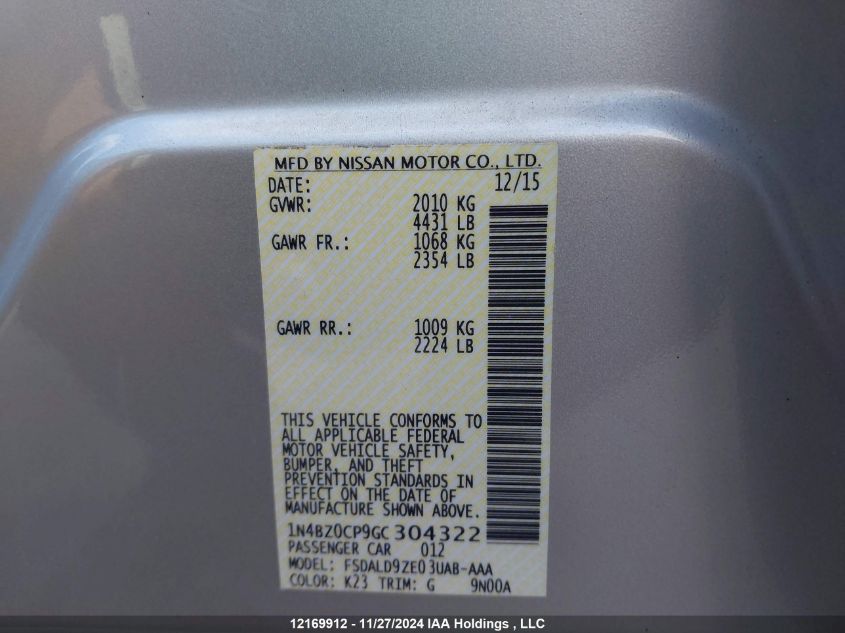 MFD BY NISSAN MOTOR CO., LTD.
DATE: 12/15
GVWR: 2010 KG
4431 LB
GAWR FR.: 1068 KG
2354 LB
GAWR RR.: 1009 KG
2224 LB
THIS VEHICLE CONFORMS TO
ALL APPLICABLE FEDERAL
MOTOR VEHICLE SAFETY,
BUMPER, AND THEFT
PREVENTION STANDARDS IN
EFFECT ON THE DATE OF
MANUFACTURE SHOWN ABOVE.
1N4BZ0CP9GC304322
PASSENGER CAR 012
MODEL: FSDALD9ZE03UAB-AAA
COLOR: K23 TRIM: G 9N00A
12169912 - 11/27/2024 IAA Holdings , LLC